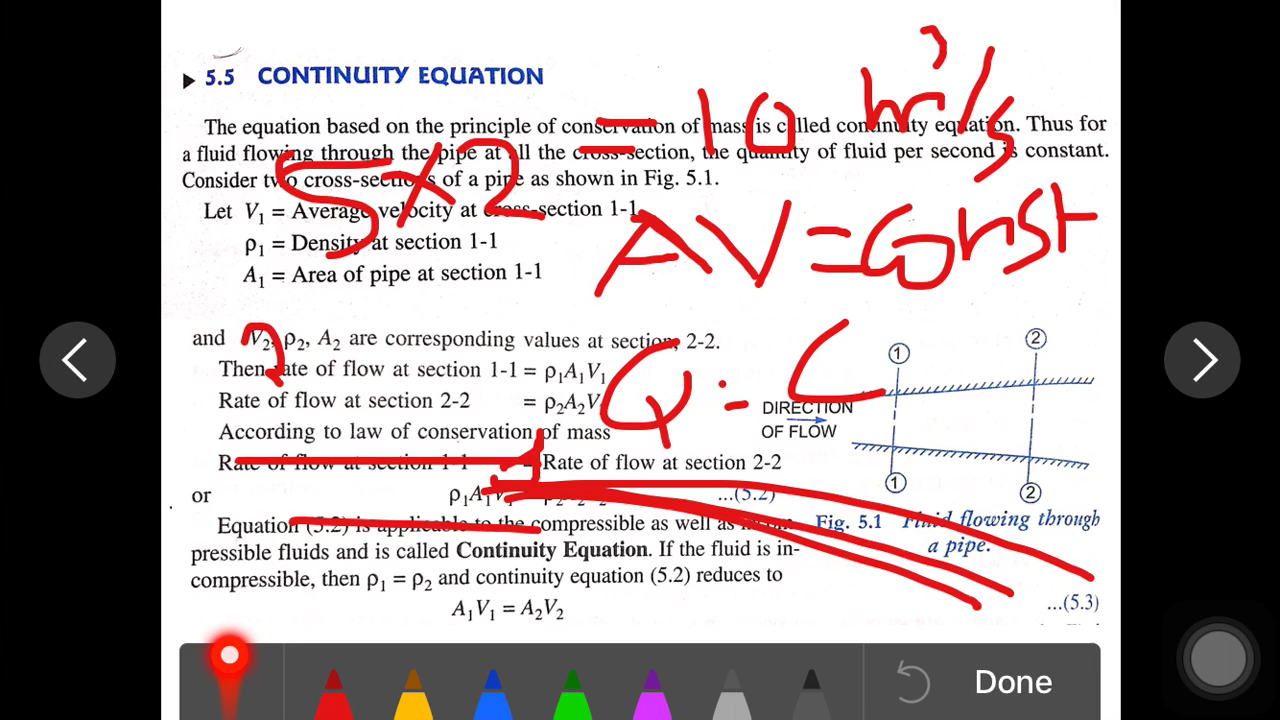 5.5 CONTINUITY EQUATION
The equation based on the principle of conservation of mass is called continuity equation. Thus for
a fluid flowing through the pipe at all the cross-section, the quantity of fluid per second is constant.
Consider two cross-sections of a pipe as shown in Fig. 5.1.
Let V₁ = Average velocity at cross-section 1-1
ρ₁ = Density at section 1-1
A₁ = Area of pipe at section 1-1
5×2 = 10 m³/s
AV = Const
and V₂, ρ₂, A₂ are corresponding values at section, 2-2.
Then rate of flow at section 1-1 = ρ₁A₁V₁
Rate of flow at section 2-2 = ρ₂A₂V
According to law of conservation of mass
Rate of flow at section 1-1 = Rate of flow at section 2-2
or ρ₁A₁V₁ ...(5.2)
Equation (5.2) is applicable to the compressible as well as incom-
pressible fluids and is called Continuity Equation. If the fluid is in-
compressible, then ρ₁ = ρ₂ and continuity equation (5.2) reduces to
A₁V₁ = A₂V₂ ...(5.3)
Q = C
2
1
2
DIRECTION
OF FLOW
1
2
Fig. 5.1 Fluid flowing through
a pipe.
Done